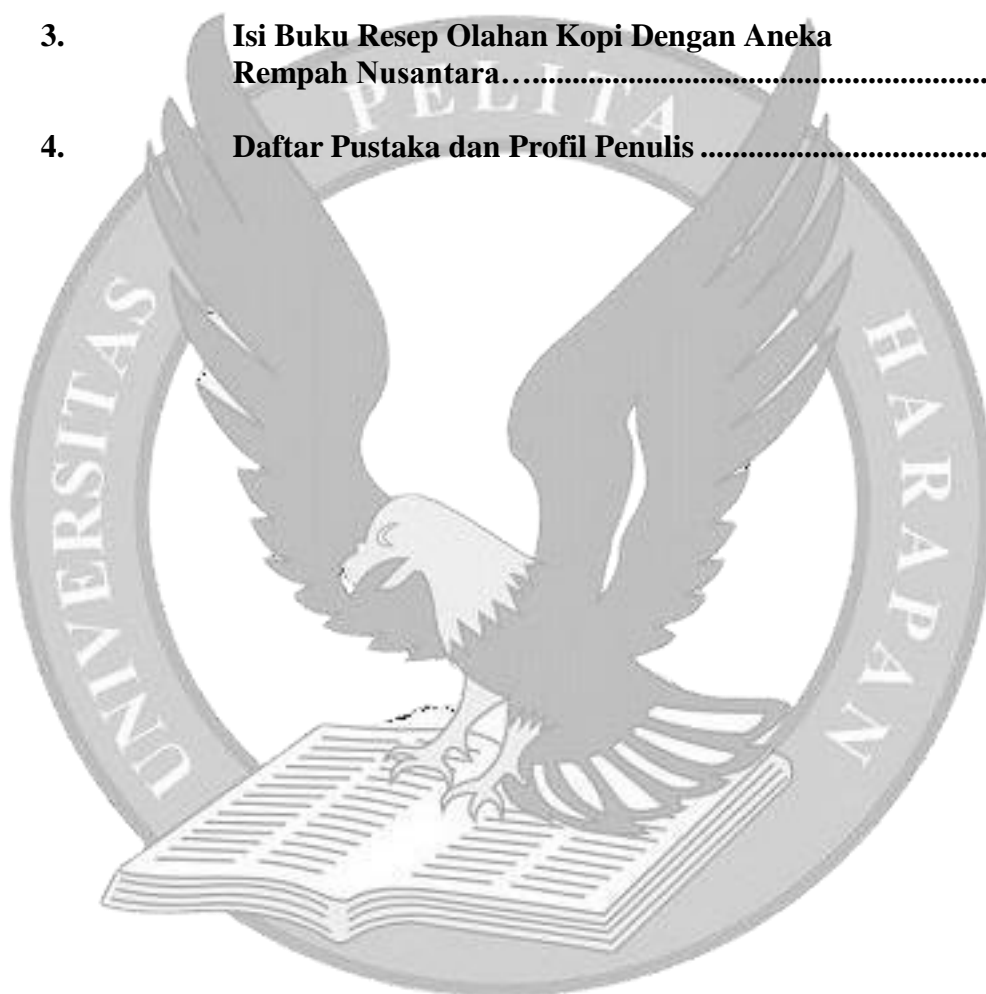 3. Isi Buku Resep Olahan Kopi Dengan Aneka
Rempah Nusantara….......................................................
4. Daftar Pustaka dan Profil Penulis ...................................
UNIVERSITAS PELITA HARAPAN